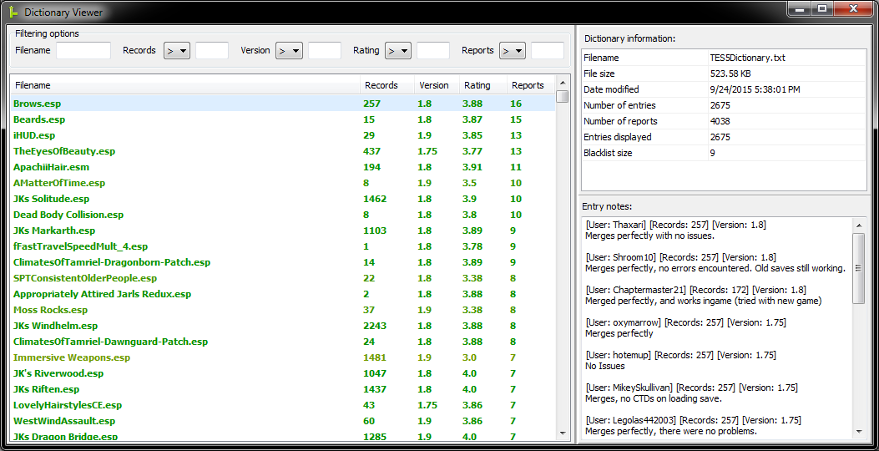 Dictionary Viewer
Filtering options
Filename Records > Version > Rating > Reports >
Filename Records Version Rating Reports
Brows.esp 257 1.8 3.88 16
Beards.esp 15 1.8 3.87 15
iHUD.esp 29 1.9 3.85 13
TheEyesOfBeauty.esp 437 1.75 3.77 13
ApachiiHair.esm 194 1.8 3.91 11
AMatterOfTime.esp 8 1.9 3.5 10
JKs Solitude.esp 1462 1.8 3.9 10
Dead Body Collision.esp 8 1.8 3.8 10
JKs Markarth.esp 1103 1.8 3.89 9
fFastTravelSpeedMult_4.esp 1 1.8 3.78 9
ClimatesOfTamriel-Dragonborn-Patch.esp 14 1.8 3.89 9
SPTConsistentOlderPeople.esp 22 1.8 3.38 8
Appropriately Attired Jarls Redux.esp 2 1.8 3.88 8
Moss Rocks.esp 37 1.9 3.38 8
JKs Windhelm.esp 2243 1.8 3.88 8
ClimatesOfTamriel-Dawnguard-Patch.esp 24 1.8 3.88 8
Immersive Weapons.esp 1481 1.9 3.0 7
JK's Riverwood.esp 1047 1.8 4.0 7
JKs Riften.esp 1437 1.8 4.0 7
LovelyHairstylesCE.esp 43 1.75 3.86 7
WestWindAssault.esp 60 1.9 3.86 7
JKs Dragon Bridge.esp 1285 1.9 4.0 7
Dictionary information:
Filename TES5Dictionary.txt
File size 523.58 KB
Date modified 9/24/2015 5:38:01 PM
Number of entries 2675
Number of reports 4038
Entries displayed 2675
Blacklist size 9
Entry notes:
[User: Thaxari] [Records: 257] [Version: 1.8]
Merges perfectly with no issues.
[User: Shroom10] [Records: 257] [Version: 1.8]
Merges perfectly, no errors encountered. Old saves still working.
[User: Chaptermaster21] [Records: 172] [Version: 1.8]
Merged perfectly, and works ingame (tried with new game)
[User: oxymarrow] [Records: 257] [Version: 1.75]
Merges perfectly
[User: hotemup] [Records: 257] [Version: 1.75]
No Issues
[User: MikeySkullivan] [Records: 257] [Version: 1.75]
Merges, no CTDs on loading save.
[User: Legolas442003] [Records: 257] [Version: 1.75]
Merges perfectly, there were no problems.